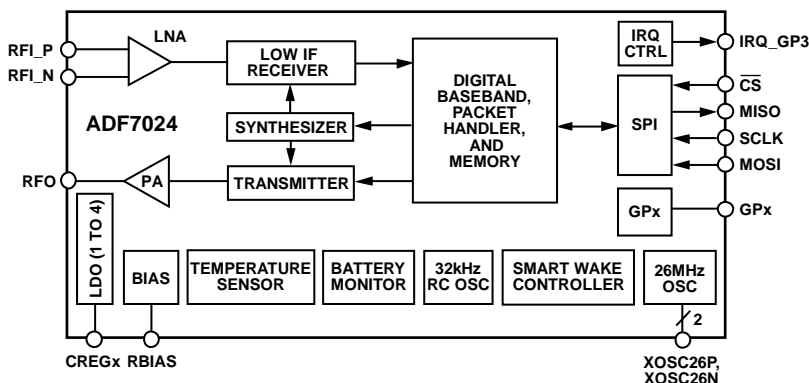 LNA
RFI_P
RFI_N
LOW IF
RECEIVER
IRQ
CTRL
IRQ_GP3
DIGITAL
BASEBAND,
PACKET
HANDLER,
AND
MEMORY
CS
MISO
SPI
SCLK
MOSI
ADF7024
SYNTHESIZER
RFO
PA
TRANSMITTER
GPx
GPx
LDO (1 TO 4)
BIAS
TEMPERATURE
SENSOR
BATTERY
MONITOR
32kHz
RC OSC
SMART WAKE
CONTROLLER
26MHz
OSC
2
CREGx
RBIAS
XOSC26P,
XOSC26N